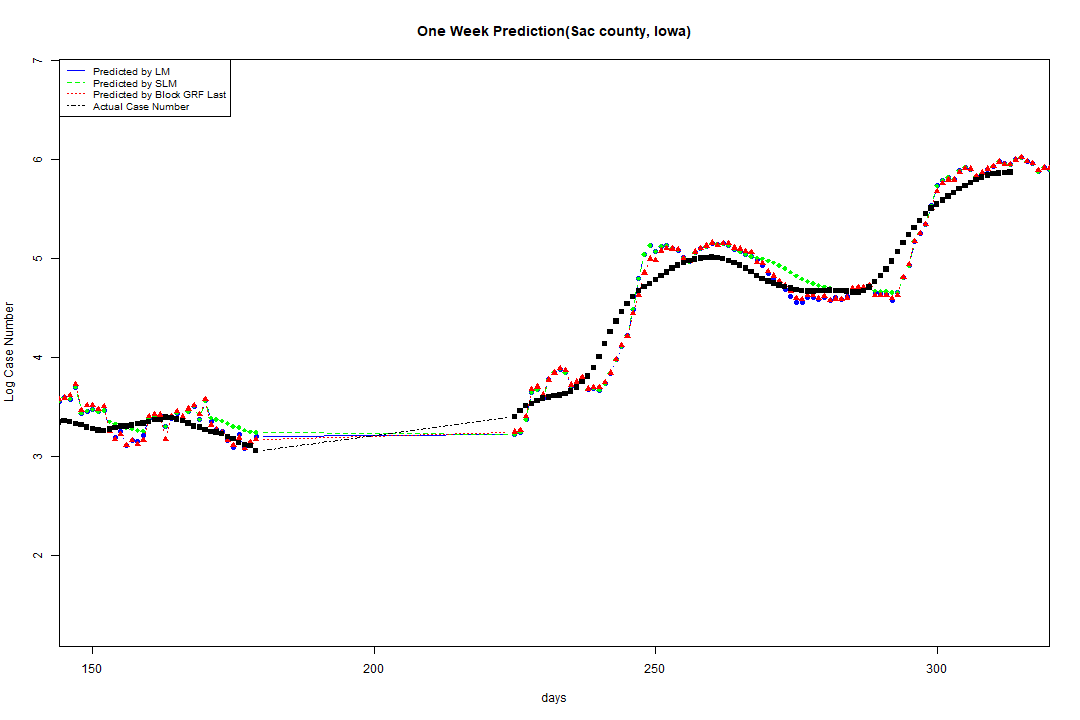 One Week Prediction(Sac county, Iowa)
Predicted by LM
Predicted by SLM
Predicted by Block GRF Last
Actual Case Number
7
6
5
4
3
2
Log Case Number
150 200 250 300
days